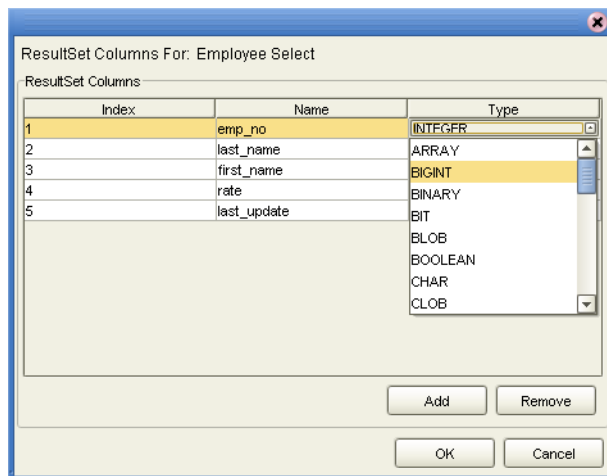 ResultSet Columns For: Employee Select
ResultSet Columns
Index Name Type
1 emp_no INTEGER
2 last_name ARRAY
3 first_name BIGINT
4 rate BINARY
5 last_update BIT
BLOB
BOOLEAN
CHAR
CLOB
Add Remove
OK Cancel